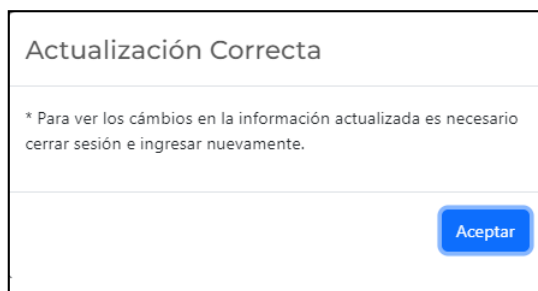 Actualización Correcta
* Para ver los cámbios en la información actualizada es necesario
cerrar sesión e ingresar nuevamente.
Aceptar